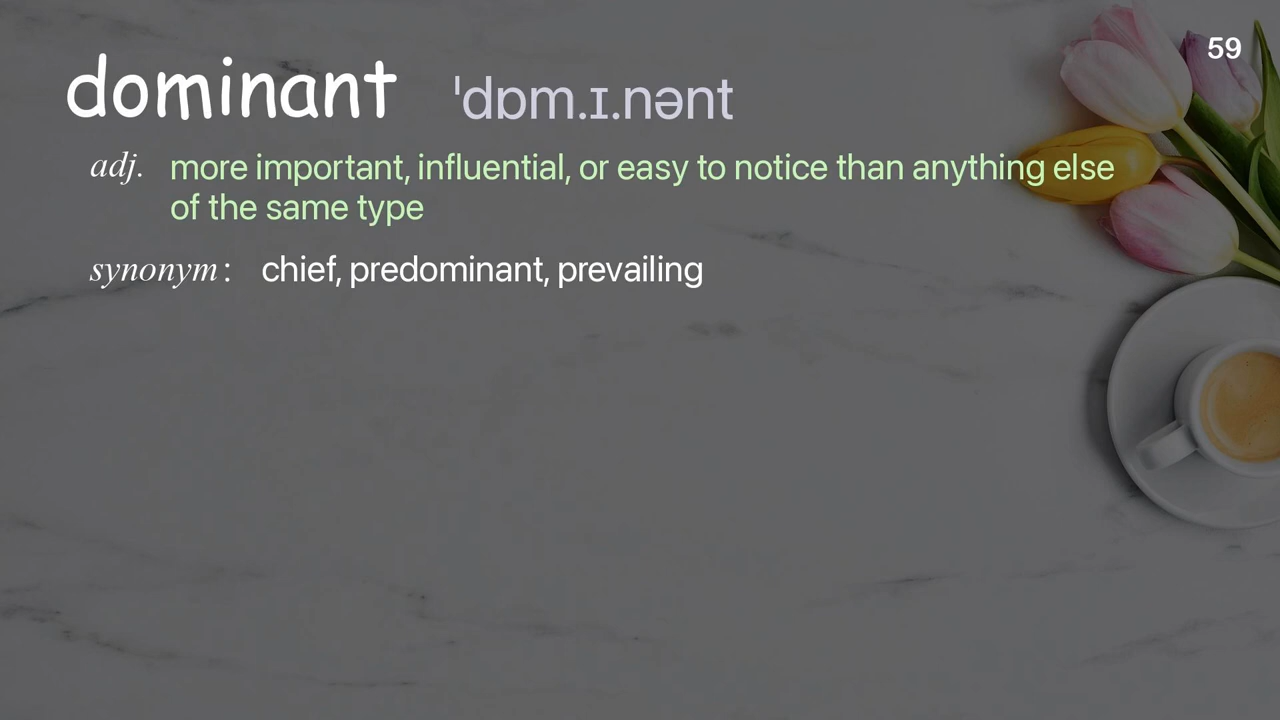 59
dominant ˈdɒm.ɪ.nənt
adj. more important, influential, or easy to notice than anything else
of the same type
synonym: chief, predominant, prevailing